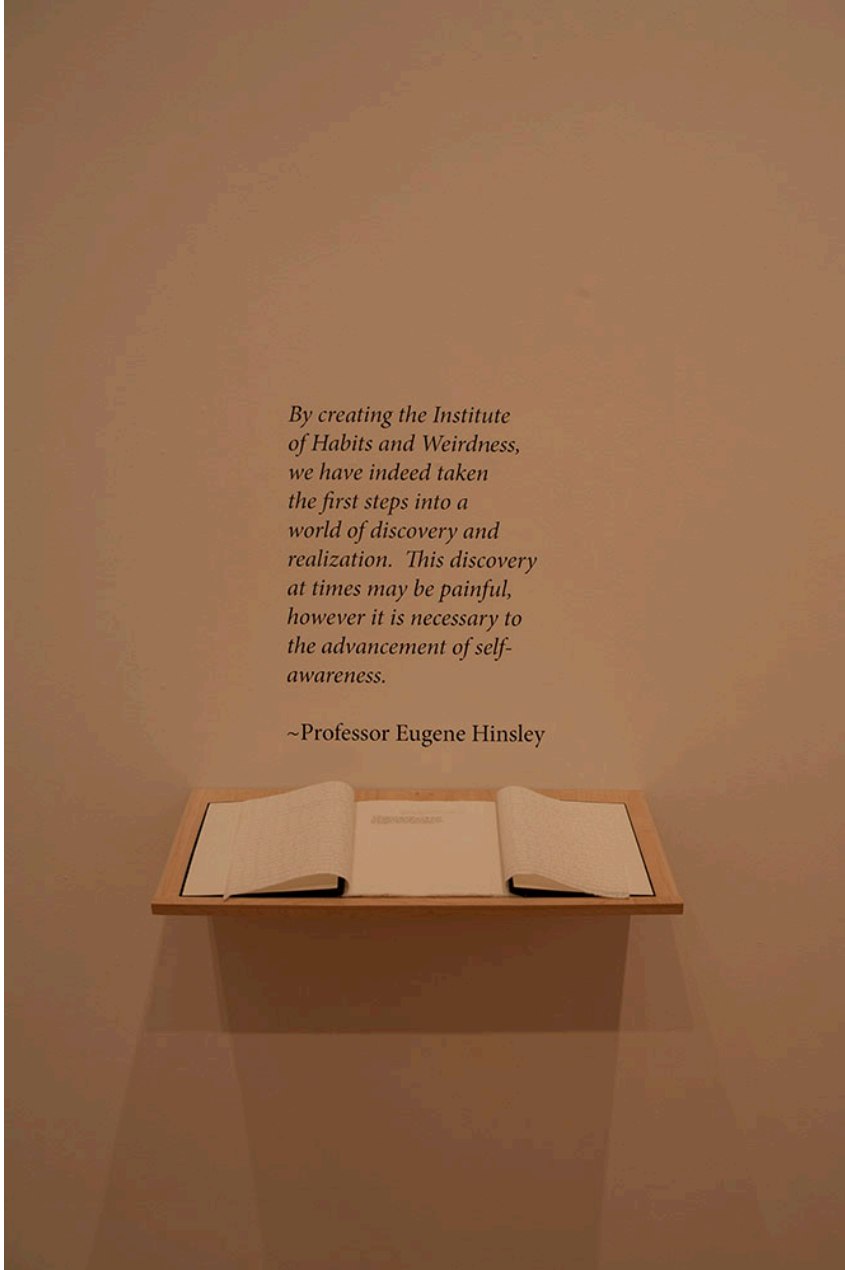 By creating the Institute
of Habits and Weirdness,
we have indeed taken
the first steps into a
world of discovery and
realization.  This discovery
at times may be painful,
however it is necessary to
the advancement of self-
awareness.
~Professor Eugene Hinsley